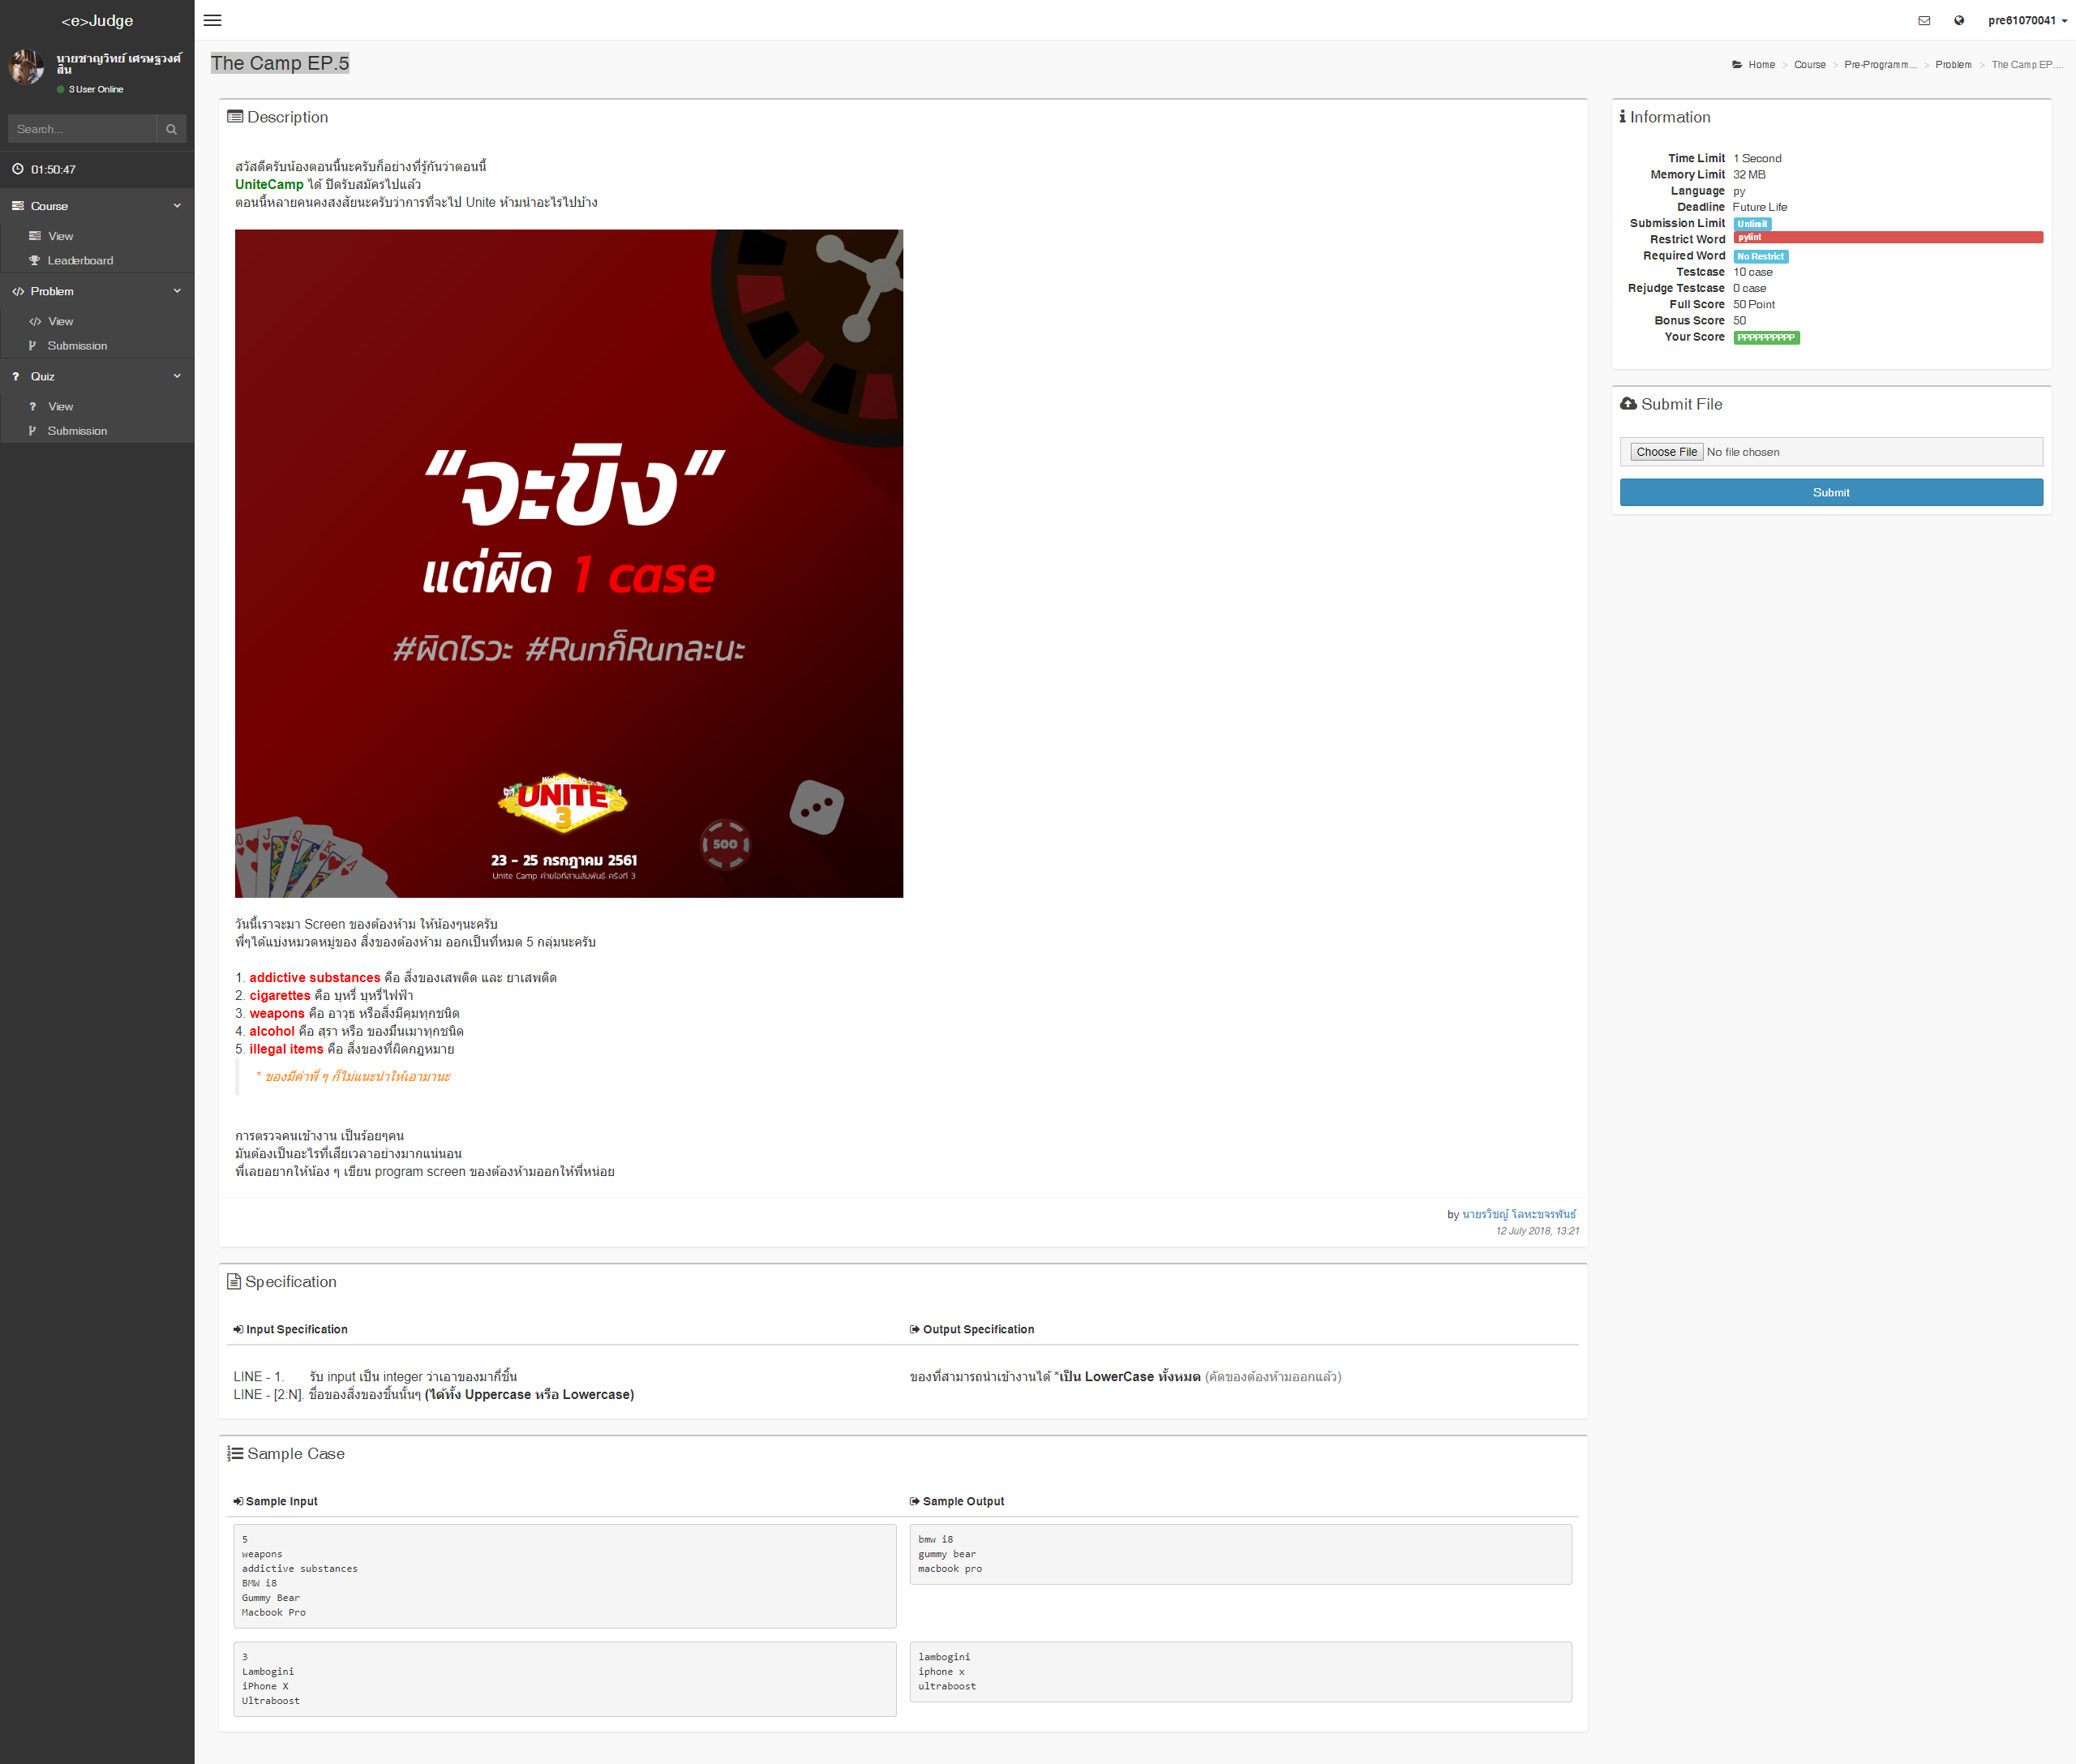 <e>Judge
pre61070041
นายชาญวิทย์ เศรษฐวงศ์
สิน
3 User Online
Search...
01:50:47
Course
View
Leaderboard
Problem
View
Submission
Quiz
View
Submission
The Camp EP.5
Home > Course > Pre-Programm... > Problem > The Camp EP....
Description
สวัสดีครับน้องตอนนี้นะครับก็อย่างที่รู้กันว่าตอนนี้
UniteCamp ได้ ปิดรับสมัครไปแล้ว
ตอนนี้หลายคนคงสงสัยนะครับว่าการที่จะไป Unite ห้ามนำอะไรไปบ้าง
“จะขิง”
แต่ผิด 1 case
#ผิดไรวะ #Runก็Runละนะ
Welcome to
UNITE
3
500
23 - 25 กรกฎาคม 2561
Unite Camp ค่ายไอทีสานสัมพันธ์ ครั้งที่ 3
วันนี้เราจะมา Screen ของต้องห้าม ให้น้องๆนะครับ
พี่ๆได้แบ่งหมวดหมู่ของ สิ่งของต้องห้าม ออกเป็นที่หมด 5 กลุ่มนะครับ
1. addictive substances คือ สิ่งของเสพติด และ ยาเสพติด
2. cigarettes คือ บุหรี่ บุหรี่ไฟฟ้า
3. weapons คือ อาวุธ หรือสิ่งมีคมทุกชนิด
4. alcohol คือ สุรา หรือ ของมึนเมาทุกชนิด
5. illegal items คือ สิ่งของที่ผิดกฎหมาย
* ของมีค่าพี่ ๆ ก็ไม่แนะนำให้เอามานะ
การตรวจคนเข้างาน เป็นร้อยๆคน
มันต้องเป็นอะไรที่เสียเวลาอย่างมากแน่นอน
พี่เลยอยากให้น้อง ๆ เขียน program screen ของต้องห้ามออกให้พี่หน่อย
by นายรวิชญ์ โลหะขจรพันธ์
12 July 2018, 13:21
Information
Time Limit 1 Second
Memory Limit 32 MB
Language py
Deadline Future Life
Submission Limit Unlimit
Restrict Word pylint
Required Word No Restrict
Testcase 10 case
Rejudge Testcase 0 case
Full Score 50 Point
Bonus Score 50
Your Score PPPPPPPPPP
Submit File
Choose File No file chosen
Submit
Specification
Input Specification
Output Specification
LINE - 1. รับ input เป็น integer ว่าเอาของมากี่ชิ้น
LINE - [2:N]. ชื่อของสิ่งของชิ้นนั้นๆ (ได้ทั้ง Uppercase หรือ Lowercase)
ของที่สามารถนำเข้างานได้ *เป็น LowerCase ทั้งหมด (คัดของต้องห้ามออกแล้ว)
Sample Case
Sample Input
Sample Output
5
weapons
addictive substances
BMW i8
Gummy Bear
Macbook Pro
bmw i8
gummy bear
macbook pro
3
Lambogini
iPhone X
Ultraboost
lambogini
iphone x
ultraboost